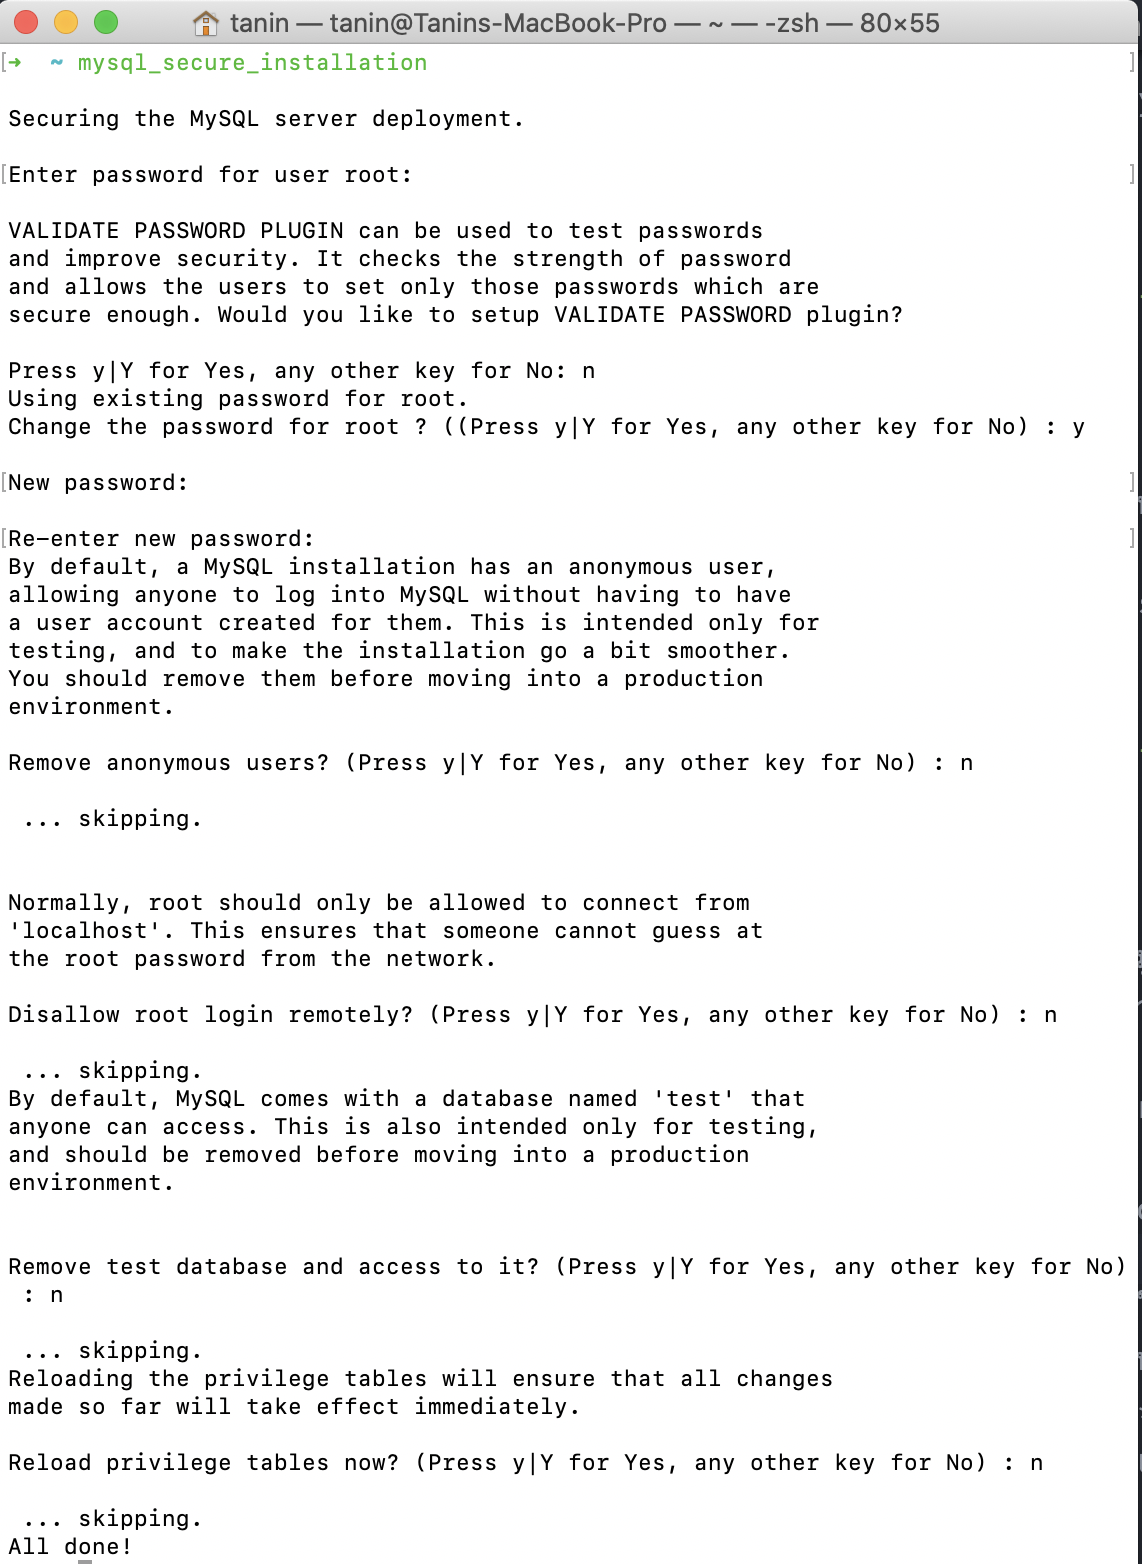 tanin — tanin@Tanins-MacBook-Pro — ~ — -zsh — 80×55
[➜  ~ mysql_secure_installation ]
Securing the MySQL server deployment.
[Enter password for user root: ]
VALIDATE PASSWORD PLUGIN can be used to test passwords
and improve security. It checks the strength of password
and allows the users to set only those passwords which are
secure enough. Would you like to setup VALIDATE PASSWORD plugin?
Press y|Y for Yes, any other key for No: n
Using existing password for root.
Change the password for root ? ((Press y|Y for Yes, any other key for No) : y
[New password: ]
[Re-enter new password: ]
By default, a MySQL installation has an anonymous user,
allowing anyone to log into MySQL without having to have
a user account created for them. This is intended only for
testing, and to make the installation go a bit smoother.
You should remove them before moving into a production
environment.
Remove anonymous users? (Press y|Y for Yes, any other key for No) : n
... skipping.
Normally, root should only be allowed to connect from
'localhost'. This ensures that someone cannot guess at
the root password from the network.
Disallow root login remotely? (Press y|Y for Yes, any other key for No) : n
... skipping.
By default, MySQL comes with a database named 'test' that
anyone can access. This is also intended only for testing,
and should be removed before moving into a production
environment.
Remove test database and access to it? (Press y|Y for Yes, any other key for No)
: n
... skipping.
Reloading the privilege tables will ensure that all changes
made so far will take effect immediately.
Reload privilege tables now? (Press y|Y for Yes, any other key for No) : n
... skipping.
All done!